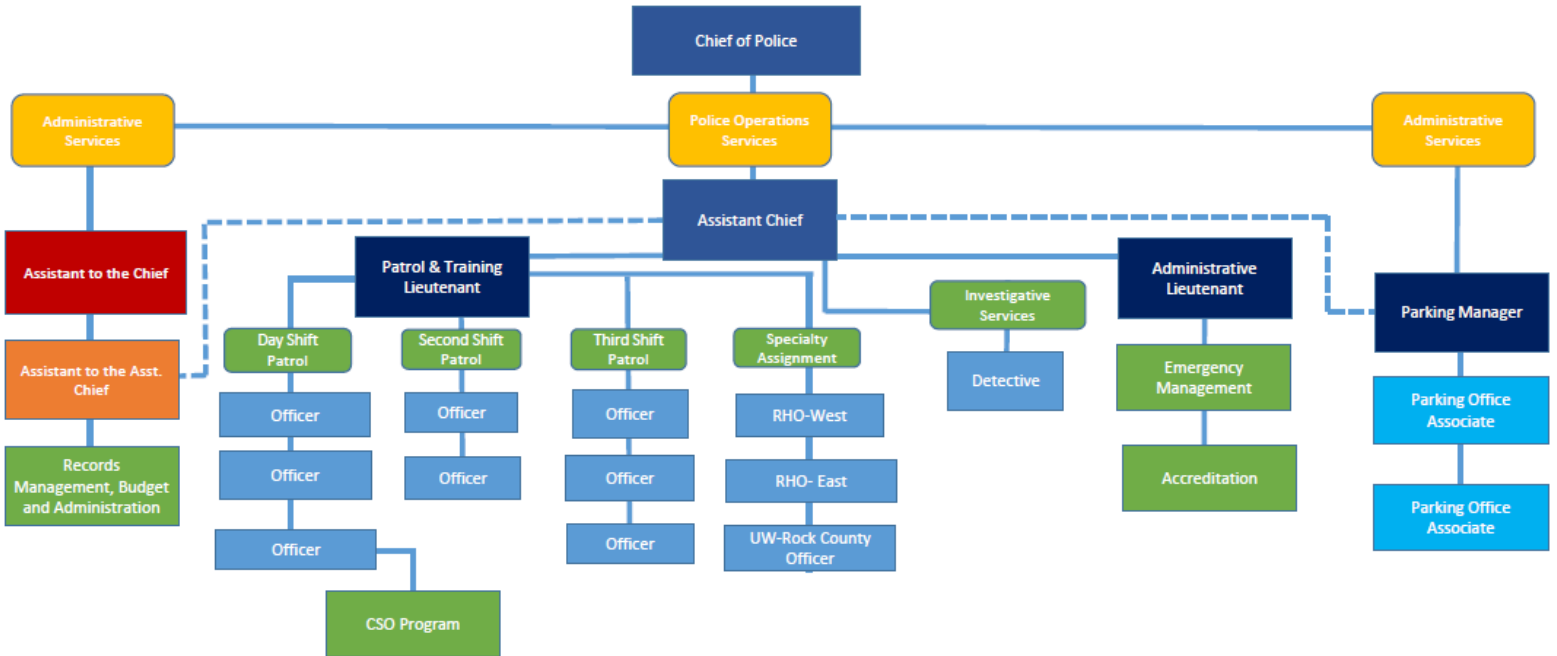 Chief of Police
Administrative
Services
Police Operations
Services
Administrative
Services
Assistant Chief
Assistant to the Chief
Patrol & Training
Lieutenant
Administrative
Lieutenant
Investigative
Services
Parking Manager
Day Shift
Patrol
Second Shift
Patrol
Third Shift
Patrol
Specialty
Assignment
Assistant to the Asst.
Chief
Detective
Emergency
Management
Parking Office
Associate
Officer
Officer
Officer
RHO-West
Records
Management, Budget
and Administration
Officer
Officer
Officer
RHO- East
Accreditation
Parking Office
Associate
Officer
Officer
UW-Rock County
Officer
CSO Program